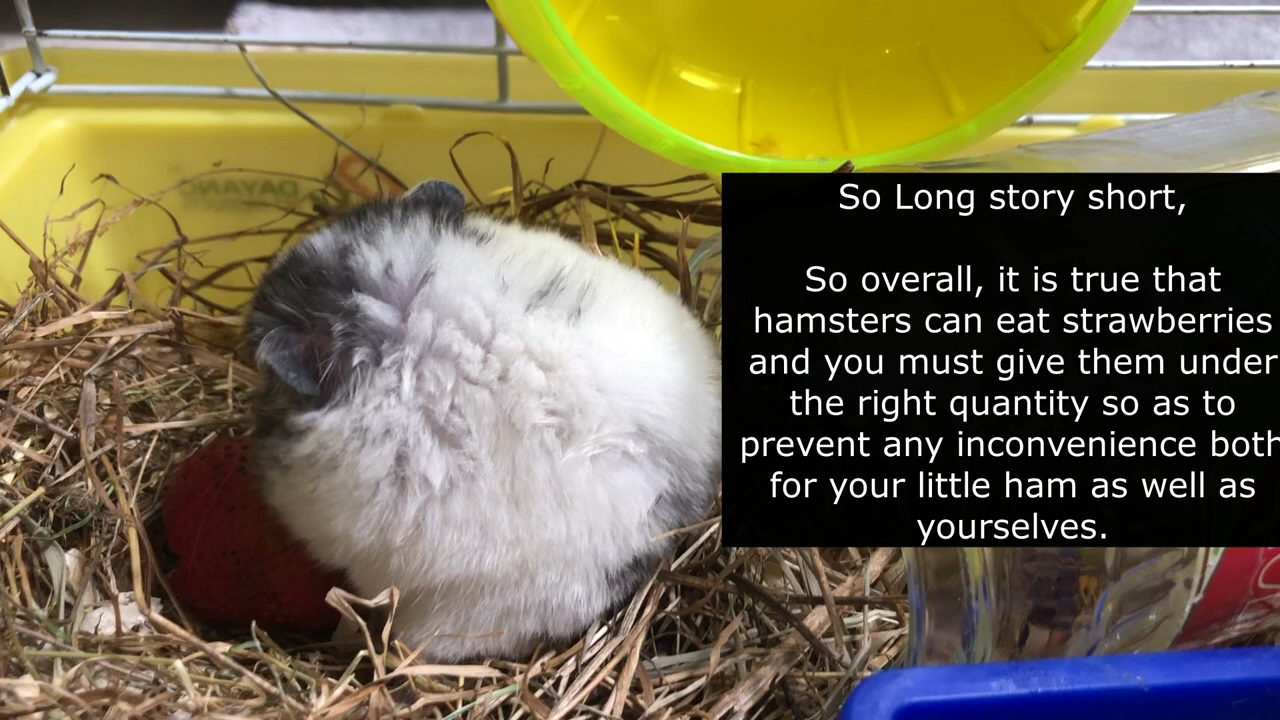 DAYANG
So Long story short,
So overall, it is true that
hamsters can eat strawberries
and you must give them under
the right quantity so as to
prevent any inconvenience both
for your little ham as well as
yourselves.